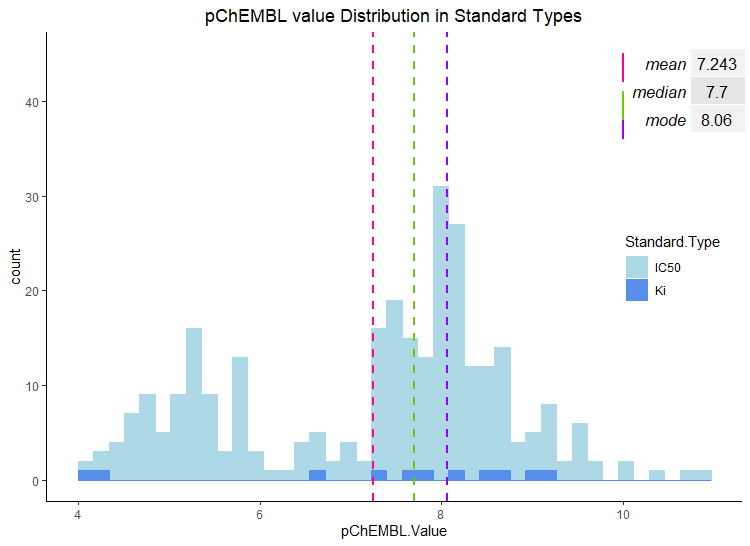 pChEMBL value Distribution in Standard Types
mean 7.243
median 7.7
mode 8.06
40
30
20
10
0
count
Standard.Type
IC50
Ki
4 6 8 10
pChEMBL.Value